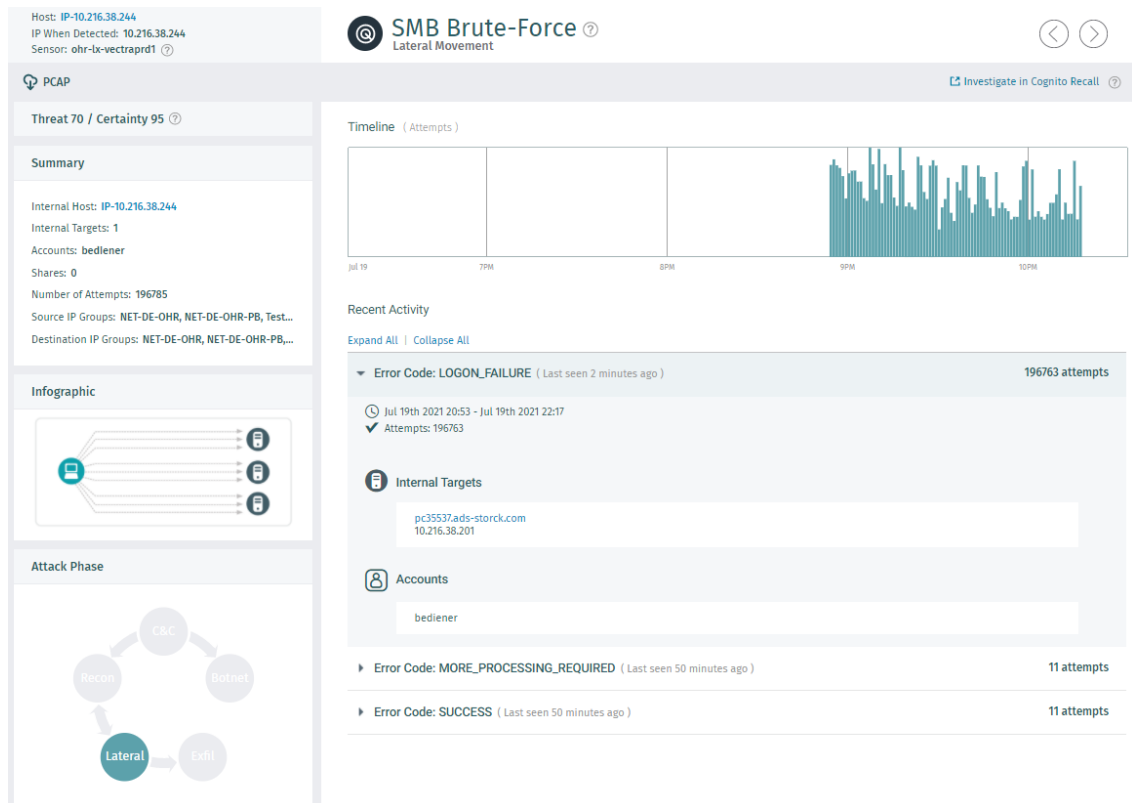 Host: IP-10.216.38.244
IP When Detected: 10.216.38.244
Sensor: ohr-lx-vectraprd1 ?
SMB Brute-Force ?
Lateral Movement
PCAP
Investigate in Cognito Recall ?
Threat 70 / Certainty 95 ?
Summary
Internal Host: IP-10.216.38.244
Internal Targets: 1
Accounts: bediener
Shares: 0
Number of Attempts: 196785
Source IP Groups: NET-DE-OHR, NET-DE-OHR-PB, Test...
Destination IP Groups: NET-DE-OHR, NET-DE-OHR-PB,...
Infographic
Attack Phase
C&C
Recon
Botnet
Lateral
Exfil
Timeline ( Attempts )
Jul 19
7PM
8PM
9PM
10PM
Recent Activity
Expand All | Collapse All
Error Code: LOGON_FAILURE ( Last seen 2 minutes ago ) 196763 attempts
Jul 19th 2021 20:53 - Jul 19th 2021 22:17
Attempts: 196763
Internal Targets
pc35537.ads-storck.com
10.216.38.201
Accounts
bediener
Error Code: MORE_PROCESSING_REQUIRED ( Last seen 50 minutes ago ) 11 attempts
Error Code: SUCCESS ( Last seen 50 minutes ago ) 11 attempts